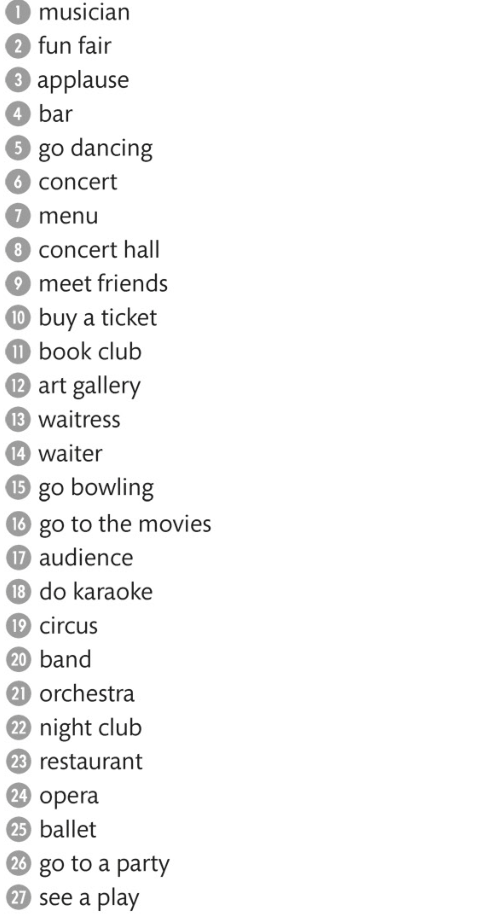 1 musician
2 fun fair
3 applause
4 bar
5 go dancing
6 concert
7 menu
8 concert hall
9 meet friends
10 buy a ticket
11 book club
12 art gallery
13 waitress
14 waiter
15 go bowling
16 go to the movies
17 audience
18 do karaoke
19 circus
20 band
21 orchestra
22 night club
23 restaurant
24 opera
25 ballet
26 go to a party
27 see a play